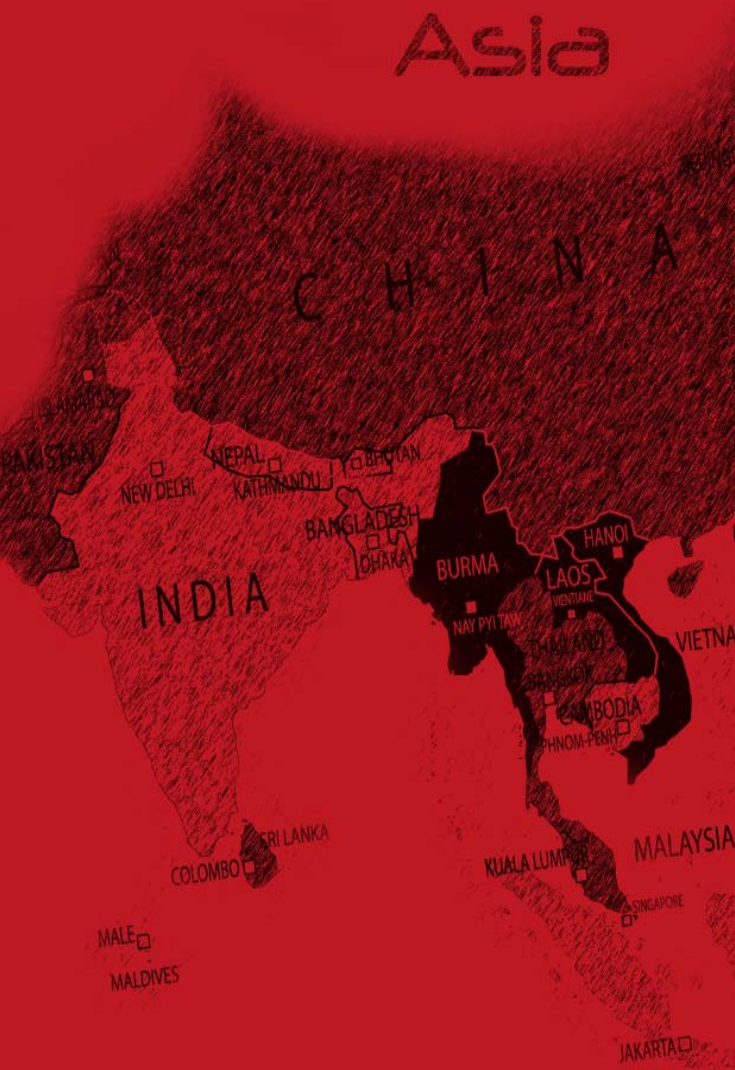 Asia
CHINA
PAKISTAN
NEW DELHI
NEPAL
KATHMANDU
BHUTAN
BANGLADESH
DHAKA
INDIA
BURMA
NAY PYI TAW
HANOI
LAOS
VIENTIANE
THAILAND
BANGKOK
VIETNA
CAMBODIA
PHNOM-PENH
SRI LANKA
COLOMBO
MALAYSIA
SINGAPORE
MALE
MALDIVES
JAKARTA